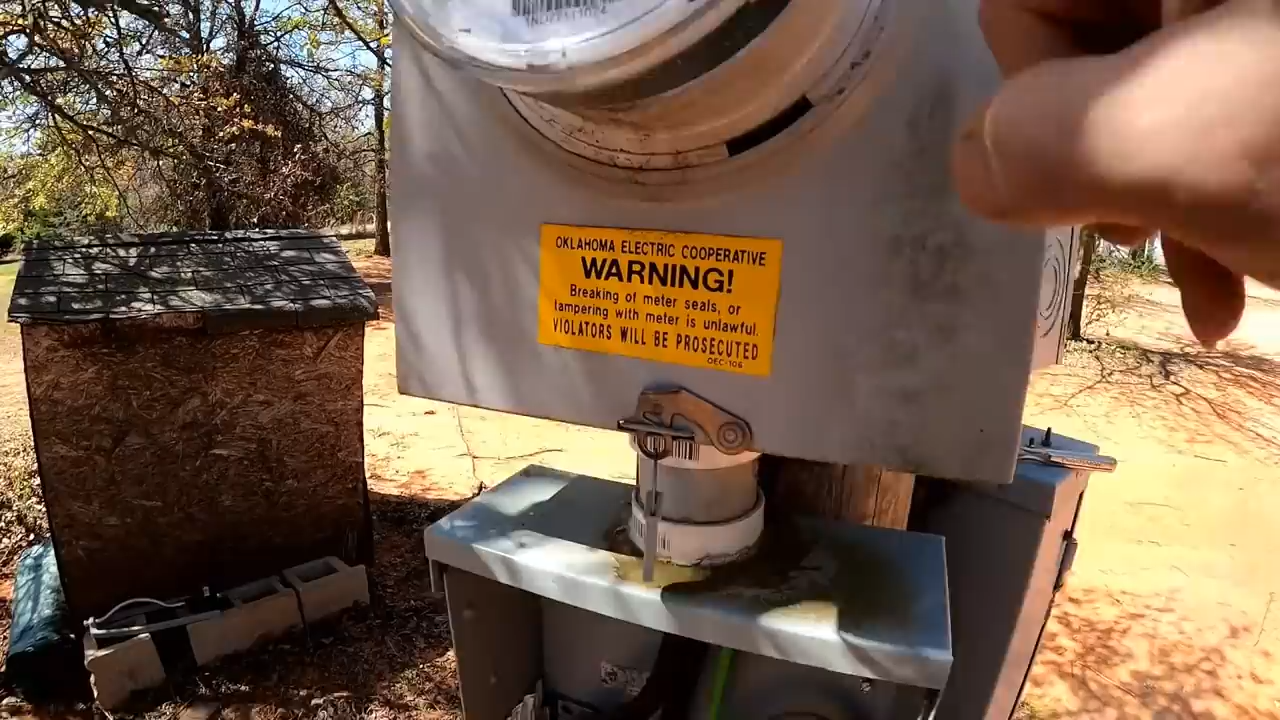 OKLAHOMA ELECTRIC COOPERATIVE
WARNING!
Breaking of meter seals, or
tampering with meter is unlawful.
VIOLATORS WILL BE PROSECUTED
OEC-106